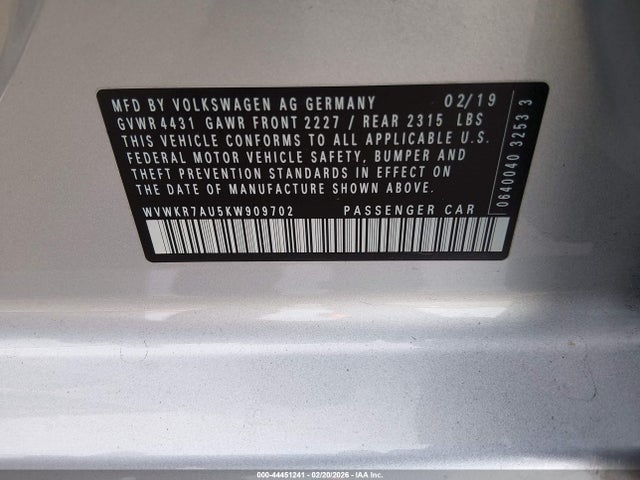 MFD BY VOLKSWAGEN AG GERMANY 02/19
GVWR 4431 GAWR FRONT 2227 / REAR 2315 LBS
THIS VEHICLE CONFORMS TO ALL APPLICABLE U.S.
FEDERAL MOTOR VEHICLE SAFETY, BUMPER AND
THEFT PREVENTION STANDARDS IN EFFECT ON
THE DATE OF MANUFACTURE SHOWN ABOVE.
WVWKR7AU5KW909702 PASSENGER CAR
0640040 3253 3
000-44451241 - 02/20/2026 - IAA Inc.